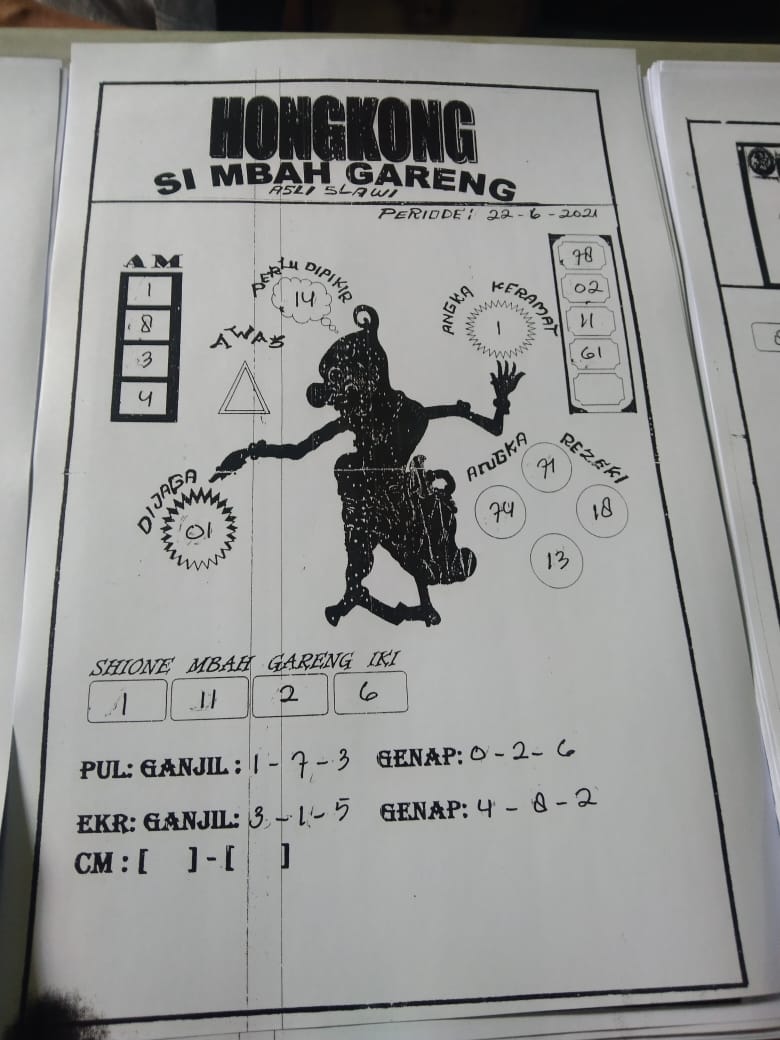 HONGKONG
SI MBAH GARENG
ASLI SLAWI
PERIODE: 22-6-2021
AM
1
8
3
4
PERLU DIPIKIR
14
AWAS
ANGKA KERAMAT
1
78
02
11
61
DIJAGA
01
ANGKA REZEKI
71
74
18
13
SHIONE MBAH GARENG IKI
1 11 2 6
PUL: GANJIL: 1-7-3 GENAP: 0-2-6
EKR: GANJIL: 3-1-5 GENAP: 4-8-2
CM : [ ] - [ ]